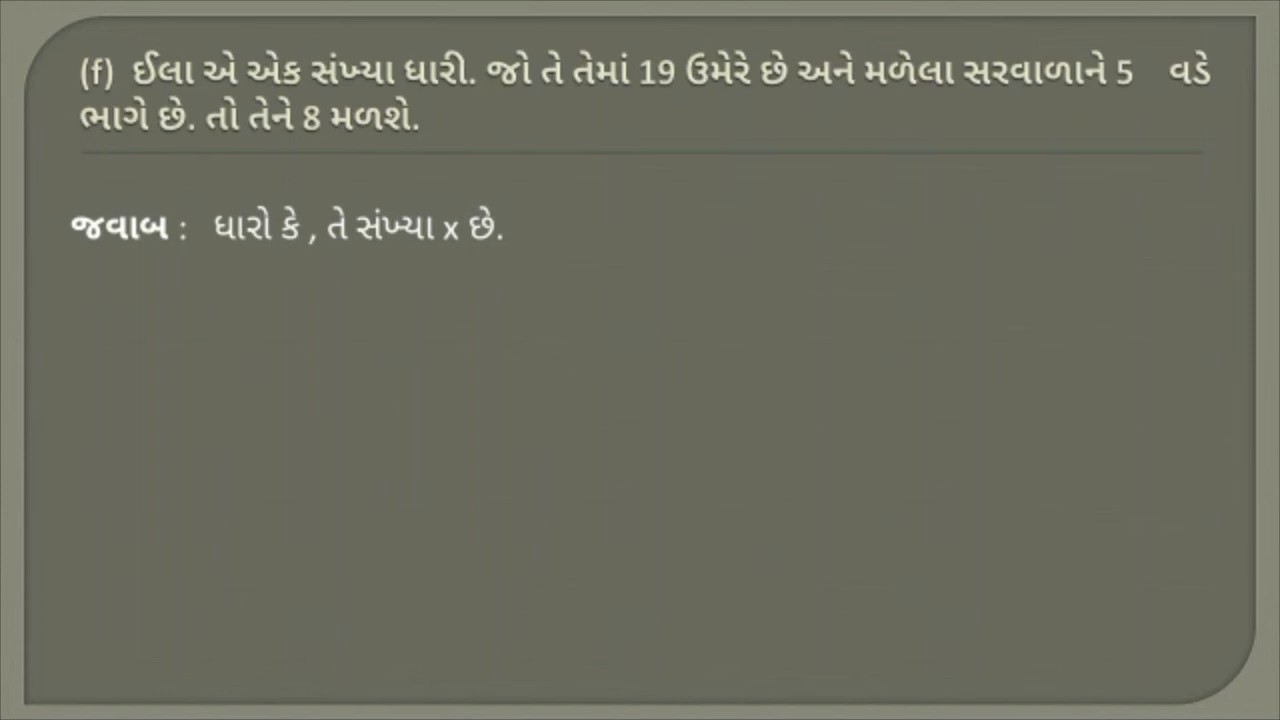 (f) ઈલા એ એક સંખ્યા ધારી. જો તે તેમાં 19 ઉમેરે છે અને મળેલા સરવાળાને 5 વડે
ભાગે છે. તો તેને 8 મળશે.
જવાબ : ધારો કે , તે સંખ્યા x છે.